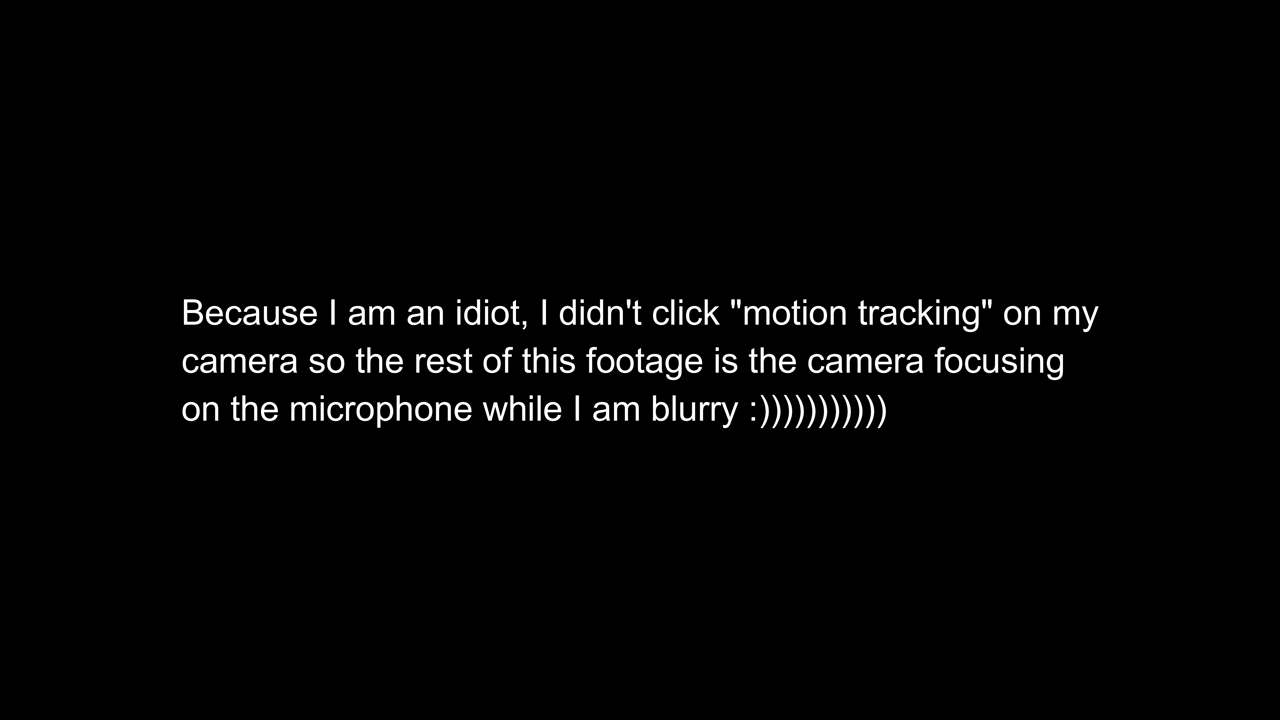 Because I am an idiot, I didn't click "motion tracking" on my
camera so the rest of this footage is the camera focusing
on the microphone while I am blurry :)))))))))))